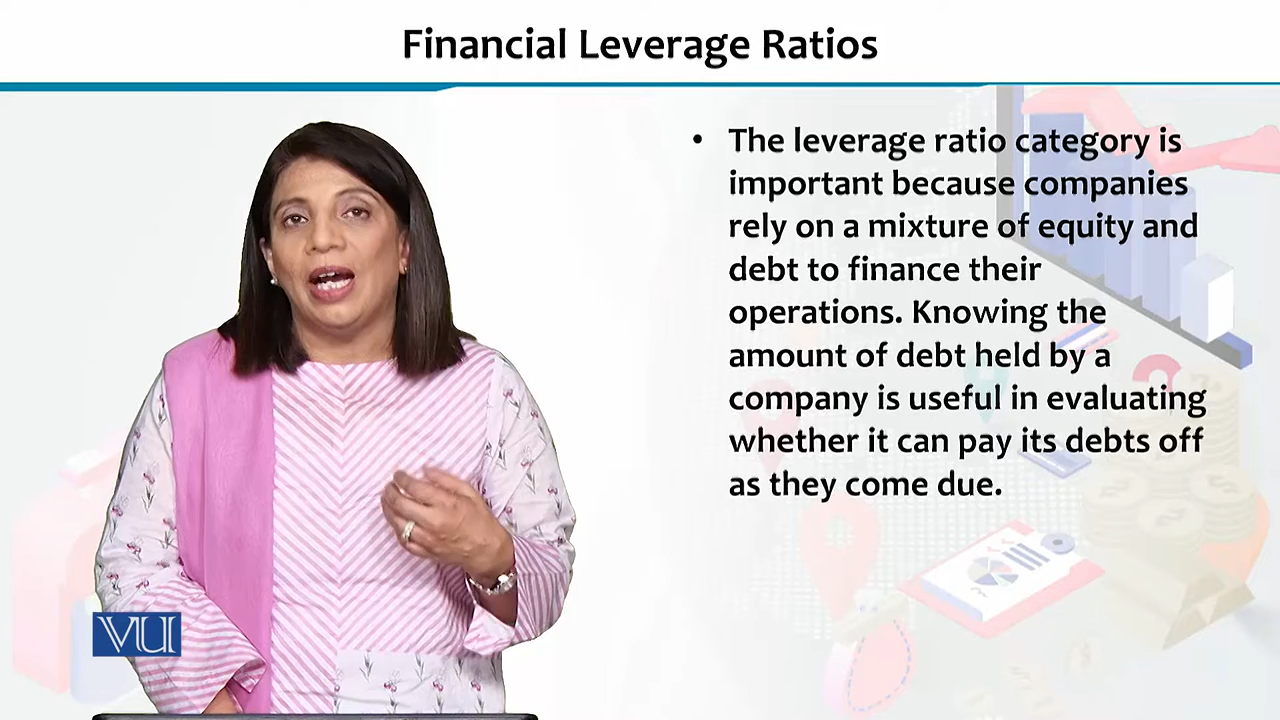 Financial Leverage Ratios
• The leverage ratio category is
important because companies
rely on a mixture of equity and
debt to finance their
operations. Knowing the
amount of debt held by a
company is useful in evaluating
whether it can pay its debts off
as they come due.
VU